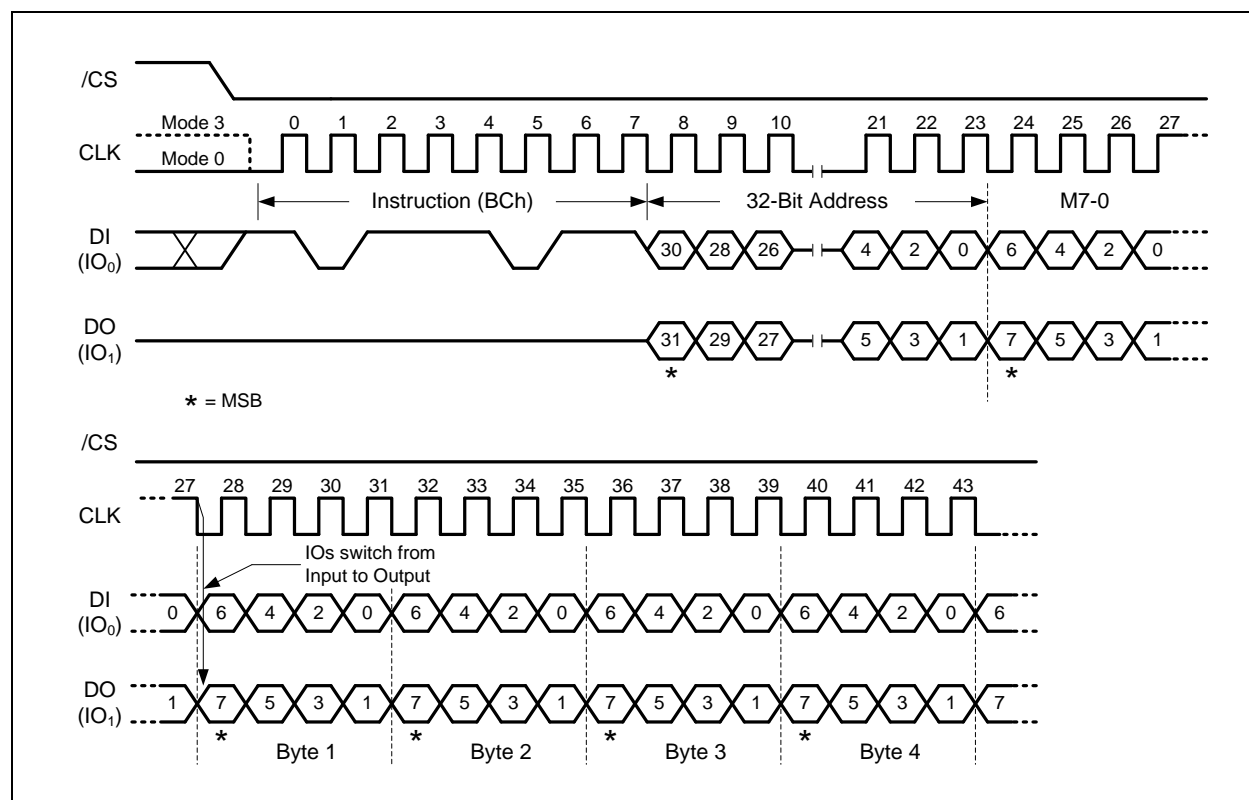 /CS
Mode 3
0 1 2 3 4 5 6 7 8 9 10 21 22 23 24 25 26 27
CLK
Mode 0
Instruction (BCh) 32-Bit Address M7-0
DI
(IO0)
30 28 26 4 2 0 6 4 2 0
DO
(IO1)
31 29 27 5 3 1 7 5 3 1
* *
* = MSB
/CS
27 28 29 30 31 32 33 34 35 36 37 38 39 40 41 42 43
CLK
IOs switch from
Input to Output
DI
(IO0)
0 6 4 2 0 6 4 2 0 6 4 2 0 6 4 2 0 6
DO
(IO1)
1 7 5 3 1 7 5 3 1 7 5 3 1 7 5 3 1 7
* * * *
Byte 1 Byte 2 Byte 3 Byte 4